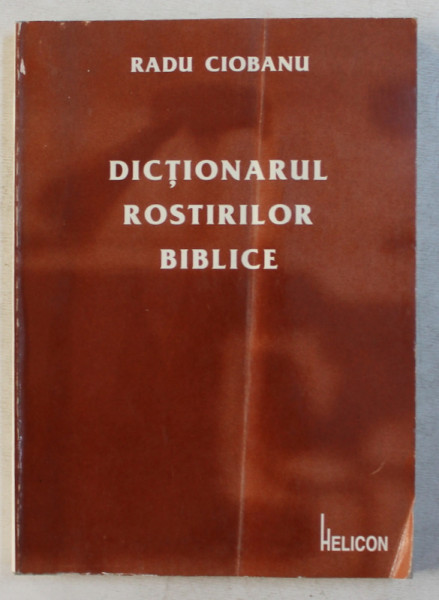 RADU CIOBANU
DICȚIONARUL
ROSTIRILOR
BIBLICE
HELICON